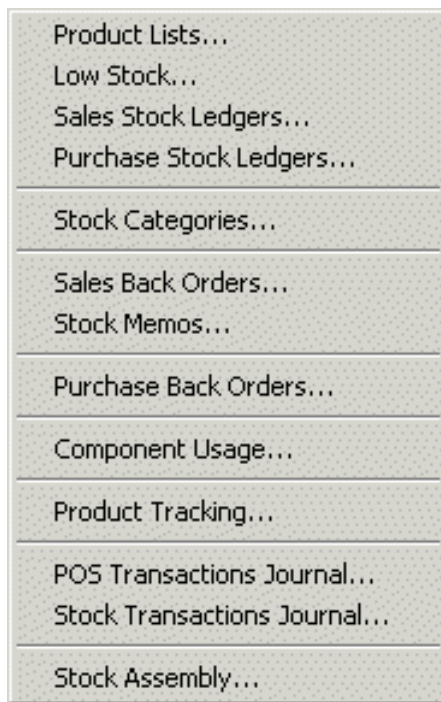 Product Lists...
Low Stock...
Sales Stock Ledgers...
Purchase Stock Ledgers...
Stock Categories...
Sales Back Orders...
Stock Memos...
Purchase Back Orders...
Component Usage...
Product Tracking...
POS Transactions Journal...
Stock Transactions Journal...
Stock Assembly...